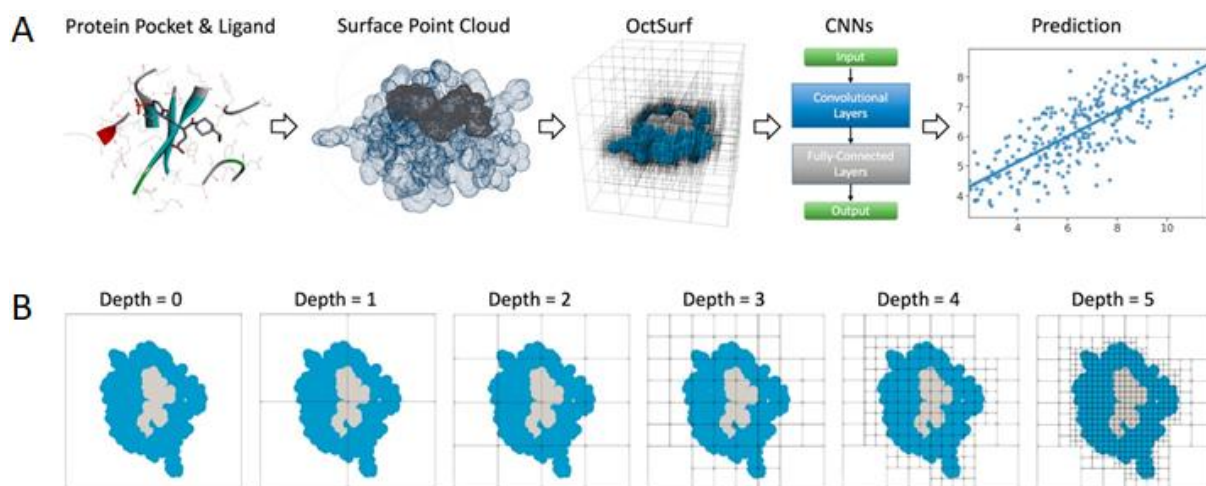 A
Protein Pocket & Ligand
Surface Point Cloud
OctSurf
CNNs
Prediction
Input
Convolutional
Layers
Fully-Connected
Layers
Output
8
7
6
5
4
4
6
8
10
B
Depth = 0
Depth = 1
Depth = 2
Depth = 3
Depth = 4
Depth = 5